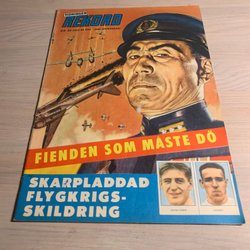 REKORD
FIENDEN SOM MÅSTE DÖ
SKARPLADDAD
FLYGKRIGS-
SKILDRING